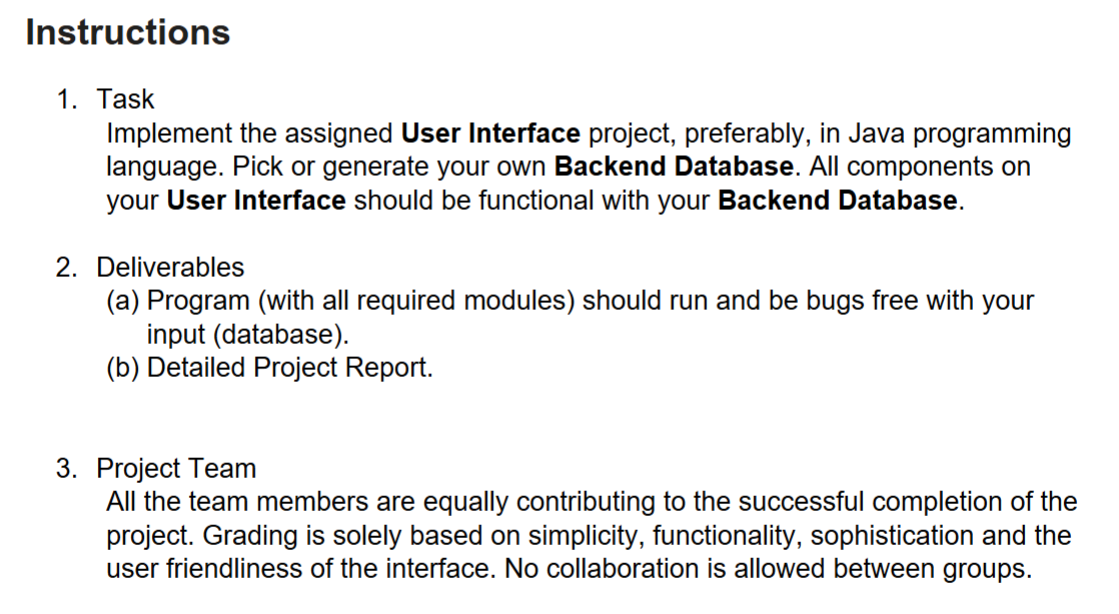 Instructions
1. Task
Implement the assigned User Interface project, preferably, in Java programming
language. Pick or generate your own Backend Database. All components on
your User Interface should be functional with your Backend Database.
2. Deliverables
(a) Program (with all required modules) should run and be bugs free with your
input (database).
(b) Detailed Project Report.
3. Project Team
All the team members are equally contributing to the successful completion of the
project. Grading is solely based on simplicity, functionality, sophistication and the
user friendliness of the interface. No collaboration is allowed between groups.